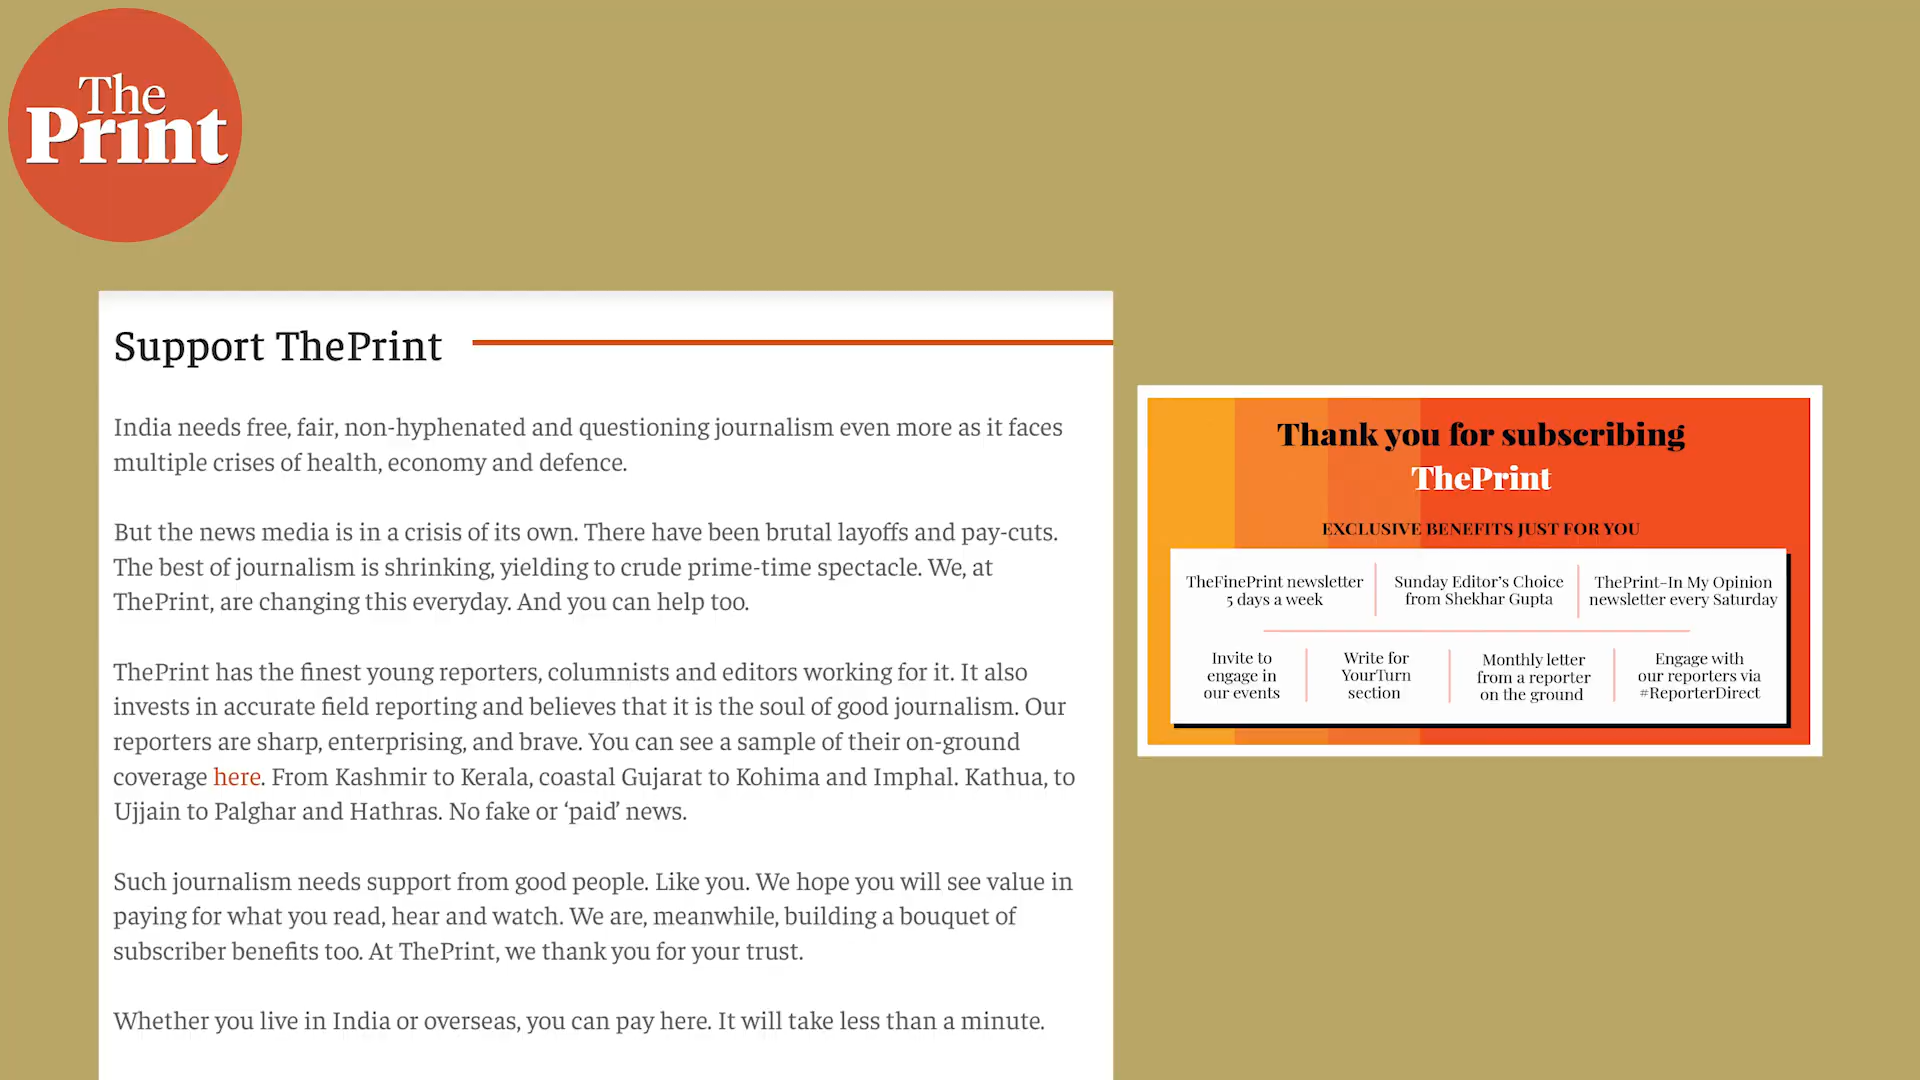 The
Print
Support ThePrint
India needs free, fair, non-hyphenated and questioning journalism even more as it faces
multiple crises of health, economy and defence.
But the news media is in a crisis of its own. There have been brutal layoffs and pay-cuts.
The best of journalism is shrinking, yielding to crude prime-time spectacle. We, at
ThePrint, are changing this everyday. And you can help too.
ThePrint has the finest young reporters, columnists and editors working for it. It also
invests in accurate field reporting and believes that it is the soul of good journalism. Our
reporters are sharp, enterprising, and brave. You can see a sample of their on-ground
coverage here. From Kashmir to Kerala, coastal Gujarat to Kohima and Imphal. Kathua, to
Ujjain to Palghar and Hathras. No fake or ‘paid’ news.
Such journalism needs support from good people. Like you. We hope you will see value in
paying for what you read, hear and watch. We are, meanwhile, building a bouquet of
subscriber benefits too. At ThePrint, we thank you for your trust.
Whether you live in India or overseas, you can pay here. It will take less than a minute.
Thank you for subscribing
ThePrint
EXCLUSIVE BENEFITS JUST FOR YOU
TheFinePrint newsletter
5 days a week
Sunday Editor’s Choice
from Shekhar Gupta
ThePrint-In My Opinion
newsletter every Saturday
Invite to
engage in
our events
Write for
YourTurn
section
Monthly letter
from a reporter
on the ground
Engage with
our reporters via
#ReporterDirect